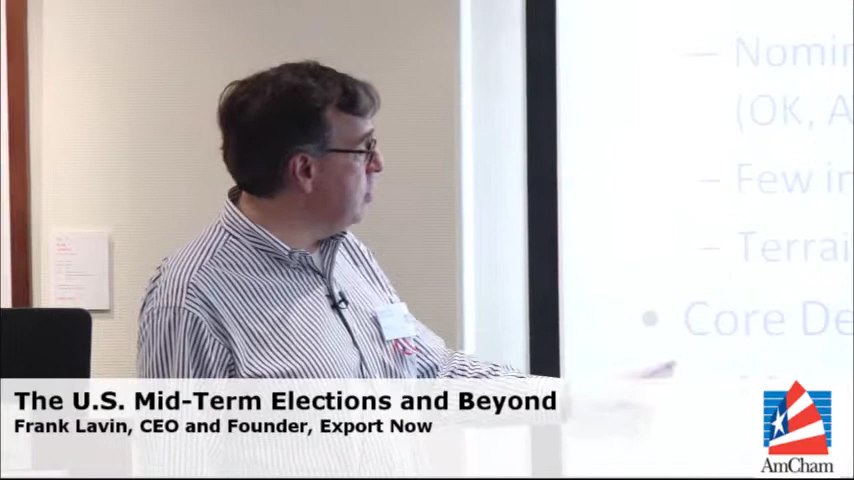 — Nomin
(OK, A
— Few in
— Terrai
• Core De
The U.S. Mid-Term Elections and Beyond
Frank Lavin, CEO and Founder, Export Now
AmCham